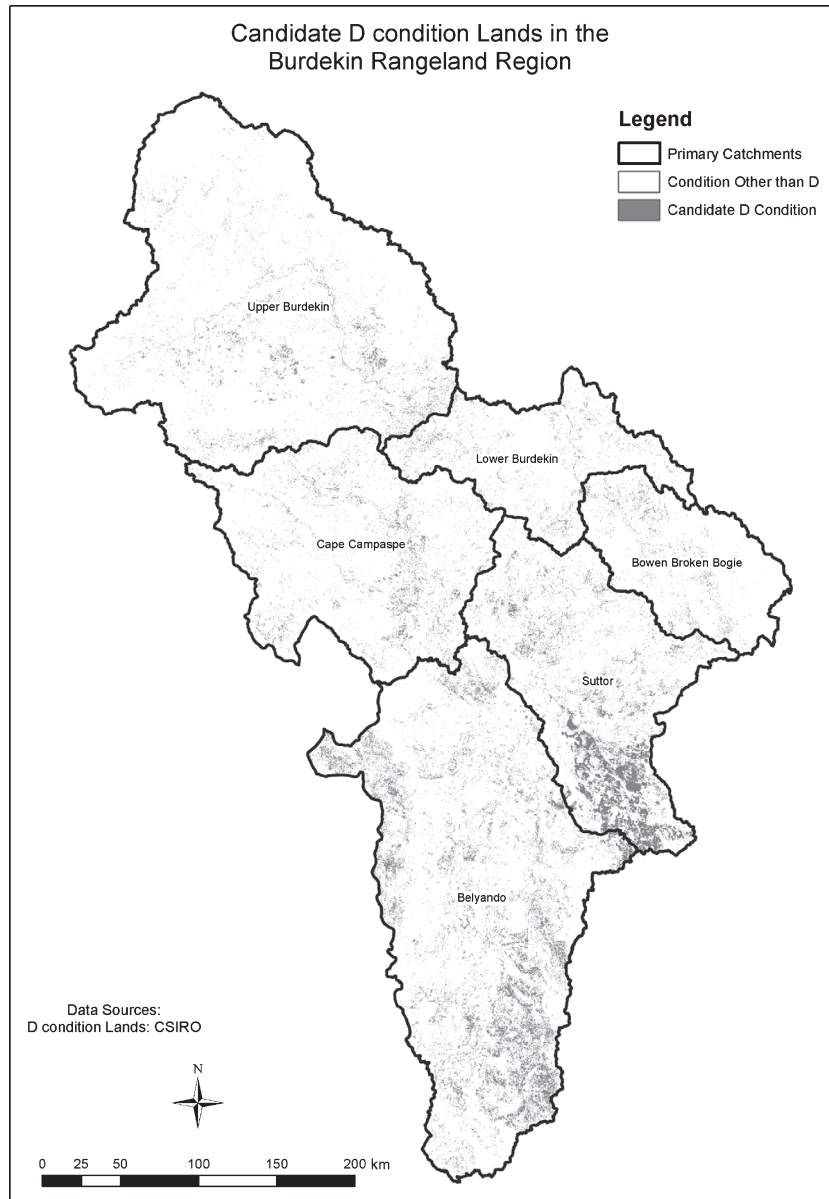 Candidate D condition Lands in the
Burdekin Rangeland Region
Legend
Primary Catchments
Condition Other than D
Candidate D Condition
Upper Burdekin
Lower Burdekin
Cape Campaspe
Bowen Broken Bogie
Suttor
Belyando
Data Sources:
D condition Lands: CSIRO
N
0 25 50 100 150 200 km